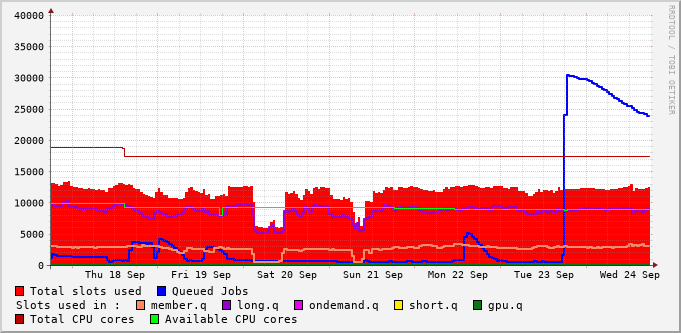 RRDTOOL / TOBI OETIKER
40000
35000
30000
25000
20000
15000
10000
5000
0
Thu 18 Sep Fri 19 Sep Sat 20 Sep Sun 21 Sep Mon 22 Sep Tue 23 Sep Wed 24 Sep
Total slots used Queued Jobs
Slots used in : member.q long.q ondemand.q short.q gpu.q
Total CPU cores Available CPU cores